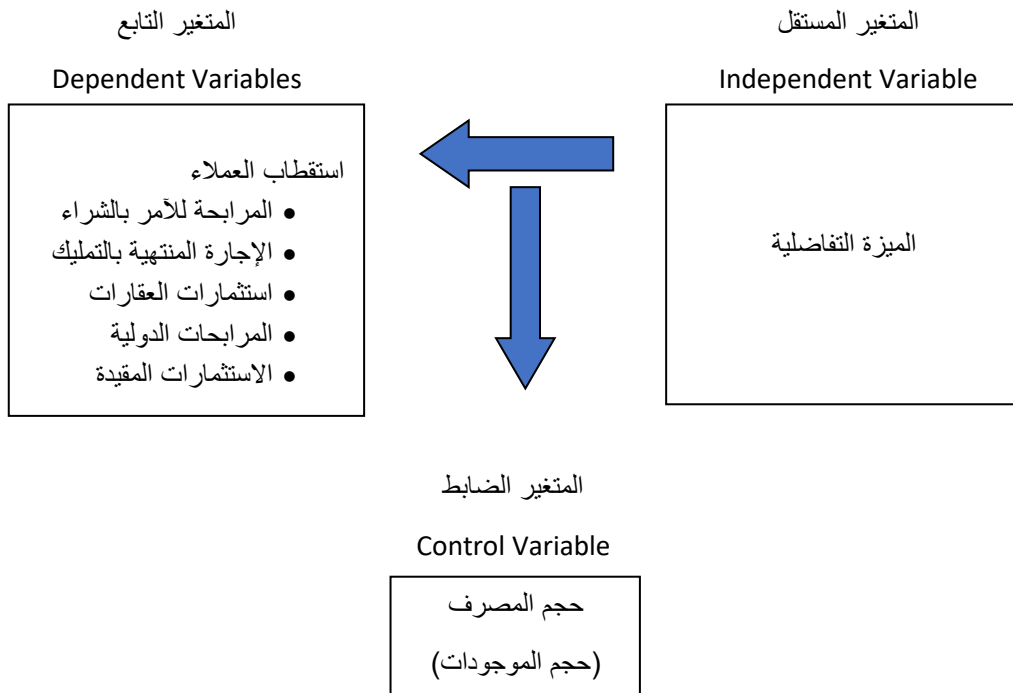 المتغير المستقل
Independent Variable
الميزة التفاضلية
المتغير التابع
Dependent Variables
استقطاب العملاء
• المرابحة للآمر بالشراء
• الإجارة المنتهية بالتمليك
• استثمارات العقارات
• المرابحات الدولية
• الاستثمارات المقيدة
المتغير الضابط
Control Variable
حجم المصرف
(حجم الموجودات)